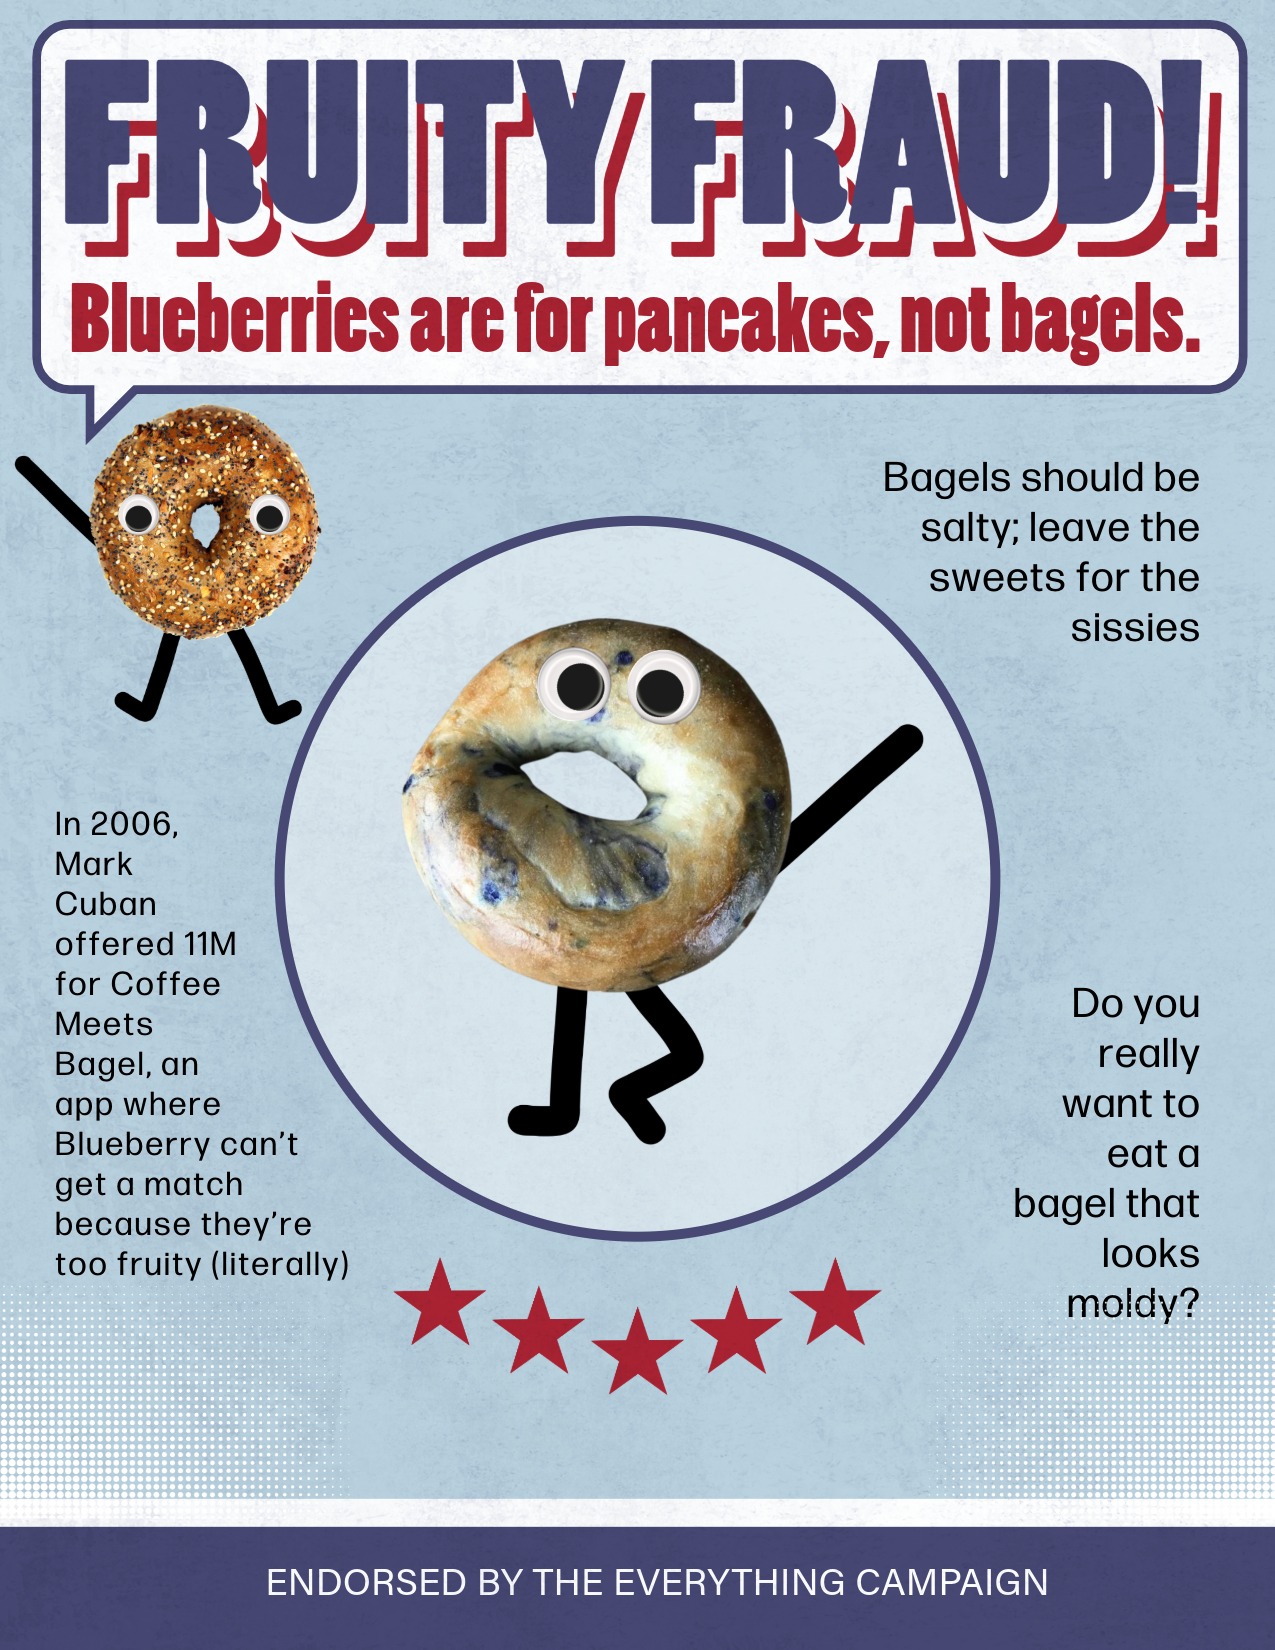 FRUITY FRAUD!
Blueberries are for pancakes, not bagels.
Bagels should be
salty; leave the
sweets for the
sissies
In 2006,
Mark
Cuban
offered 11M
for Coffee
Meets
Bagel, an
app where
Blueberry can’t
get a match
because they’re
too fruity (literally)
Do you
really
want to
eat a
bagel that
looks
moldy?
ENDORSED BY THE EVERYTHING CAMPAIGN